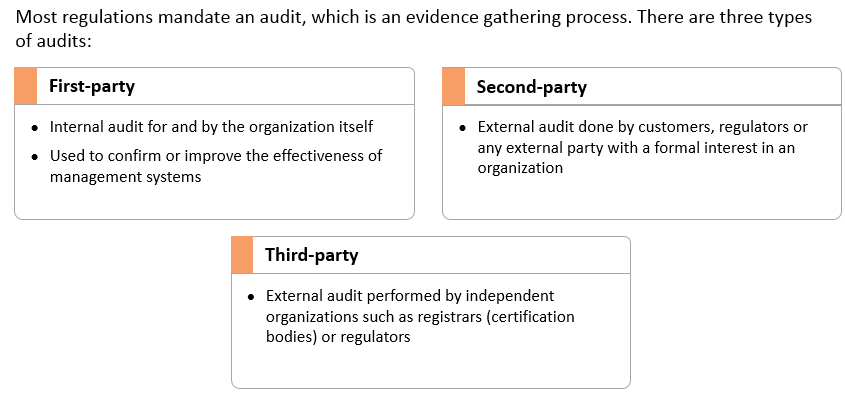 Most regulations mandate an audit, which is an evidence gathering process. There are three types
of audits:
First-party
• Internal audit for and by the organization itself
• Used to confirm or improve the effectiveness of
management systems
Second-party
• External audit done by customers, regulators or
any external party with a formal interest in an
organization
Third-party
• External audit performed by independent
organizations such as registrars (certification
bodies) or regulators